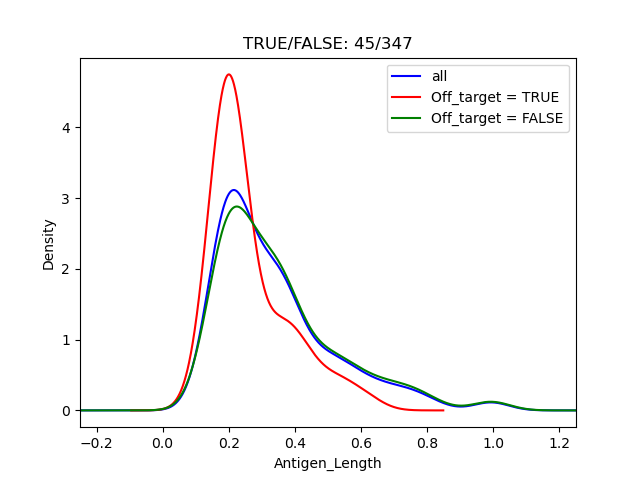 TRUE/FALSE: 45/347
all
Off_target = TRUE
Off_target = FALSE
Density
4
3
2
1
0
−0.2 0.0 0.2 0.4 0.6 0.8 1.0 1.2
Antigen_Length